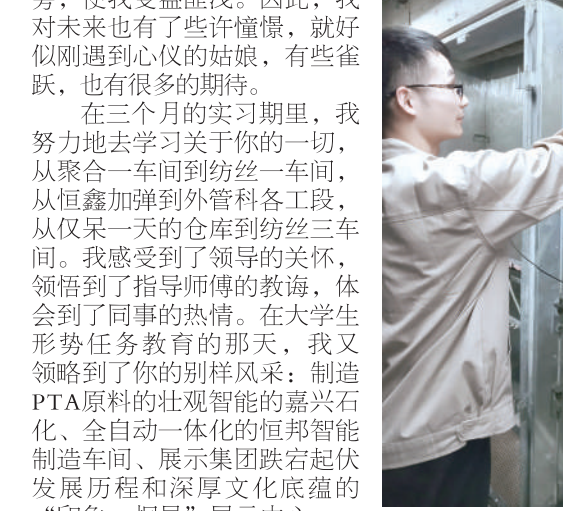 务，使我受益匪浅。因此，我
对未来也有了些许憧憬，就好
似刚遇到心仪的姑娘，有些雀
跃，也有很多的期待。
在三个月的实习期里，我
努力地去学习关于你的一切，
从聚合一车间到纺丝一车间，
从恒鑫加弹到外管科各工段，
从仅呆一天的仓库到纺丝三车
间。我感受到了领导的关怀，
领悟到了指导师傅的教诲，体
会到了同事的热情。在大学生
形势任务教育的那天，我又
领略到了你的别样风采：制造
PTA原料的壮观智能的嘉兴石
化、全自动一体化的恒邦智能
制造车间、展示集团跌宕起伏
发展历程和深厚文化底蕴的